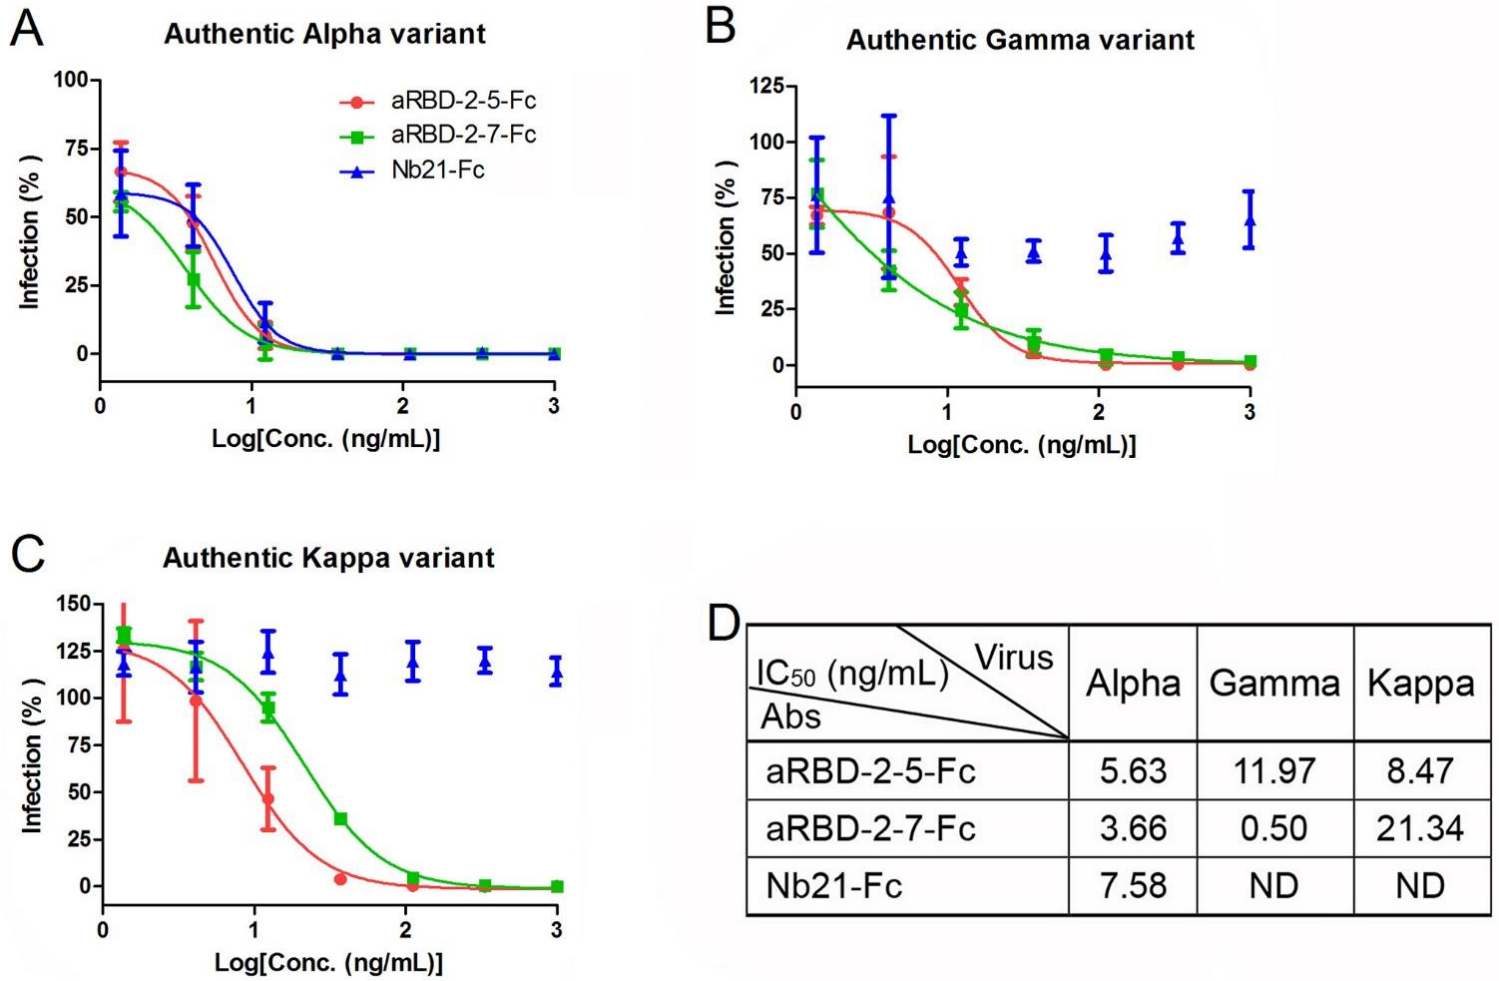 A
Authentic Alpha variant
100
75
50
25
0
Infection (% )
aRBD-2-5-Fc
aRBD-2-7-Fc
Nb21-Fc
0 1 2 3
Log[Conc. (ng/mL)]
B
Authentic Gamma variant
125
100
75
50
25
0
Infection (% )
0 1 2 3
Log[Conc. (ng/mL)]
C
Authentic Kappa variant
150
125
100
75
50
25
0
Infection (% )
0 1 2 3
Log[Conc. (ng/mL)]
D
IC50 (ng/mL) Virus Alpha Gamma Kappa
Abs
aRBD-2-5-Fc 5.63 11.97 8.47
aRBD-2-7-Fc 3.66 0.50 21.34
Nb21-Fc 7.58 ND ND